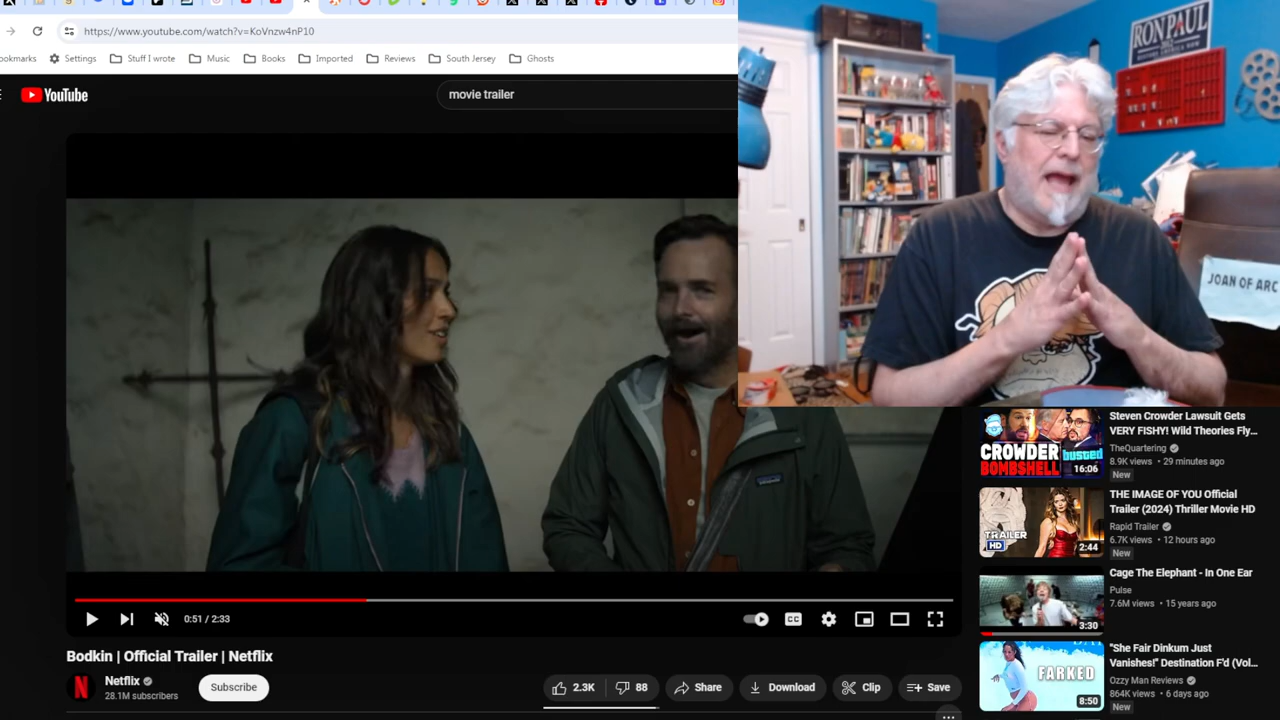 https://www.youtube.com/watch?v=KoVnzw4nP10
ookmarks Settings Stuff I wrote Music Books Imported Reviews South Jersey Ghosts
YouTube
movie trailer
RON PAUL
2012
JOAN OF ARC
patagonia
0:51 / 2:33
CC
Bodkin | Official Trailer | Netflix
N
Netflix
28.1M subscribers
Subscribe
2.3K
88
Share
Download
Clip
Save
CROWDER
BOMBSHELL
busted
16:06
Steven Crowder Lawsuit Gets
VERY FISHY! Wild Theories Fly...
TheQuartering
8.9K views • 29 minutes ago
New
TRAILER
HD
2:44
THE IMAGE OF YOU Official
Trailer (2024) Thriller Movie HD
Rapid Trailer
6.7K views • 12 hours ago
New
3:30
Cage The Elephant - In One Ear
Pulse
7.6M views • 15 years ago
FARKED
8:50
"She Fair Dinkum Just
Vanishes!" Destination F'd (Vol...
Ozzy Man Reviews
864K views • 6 days ago
New